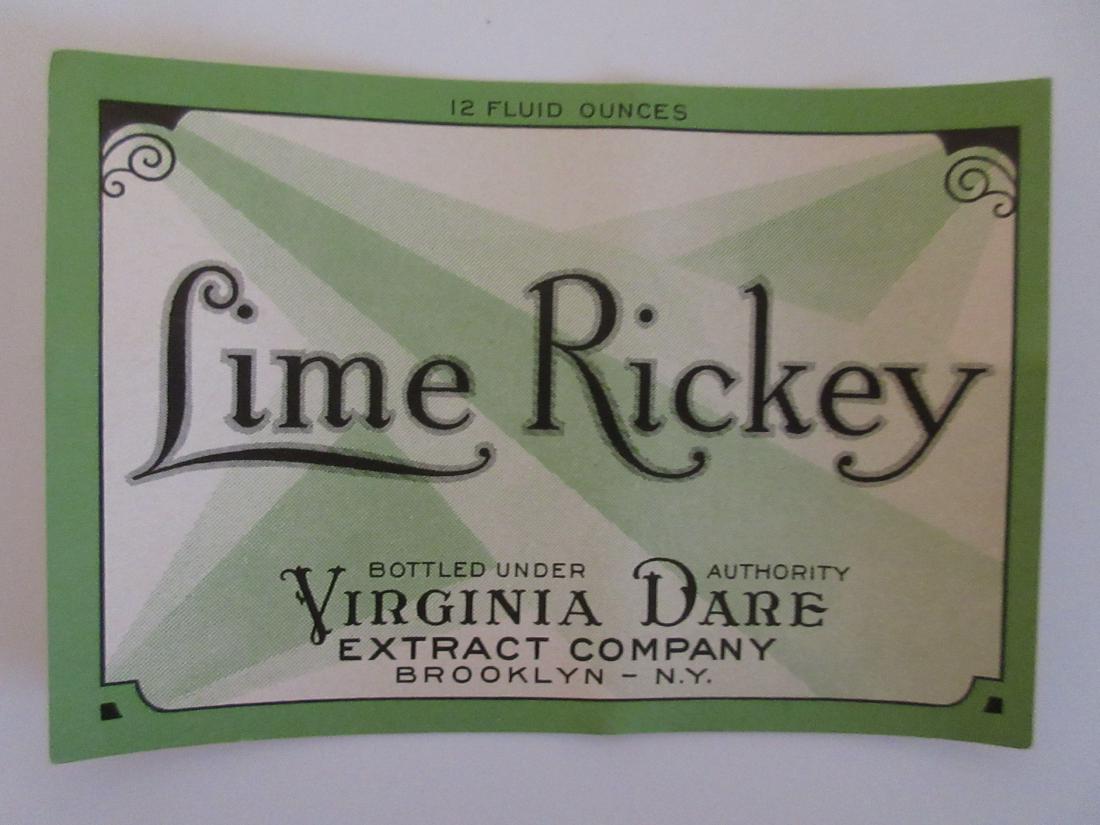 12 FLUID OUNCES
Lime Rickey
BOTTLED UNDER AUTHORITY
VIRGINIA DARE
EXTRACT COMPANY
BROOKLYN – N.Y.